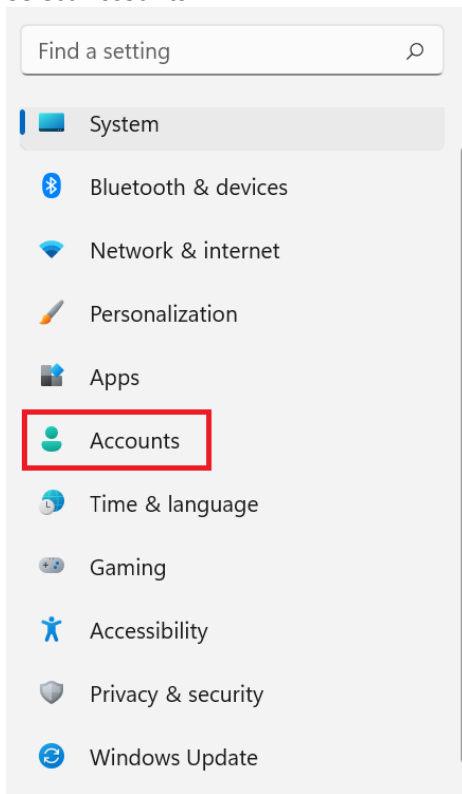 Find a setting
System
Bluetooth & devices
Network & internet
Personalization
Apps
Accounts
Time & language
Gaming
Accessibility
Privacy & security
Windows Update